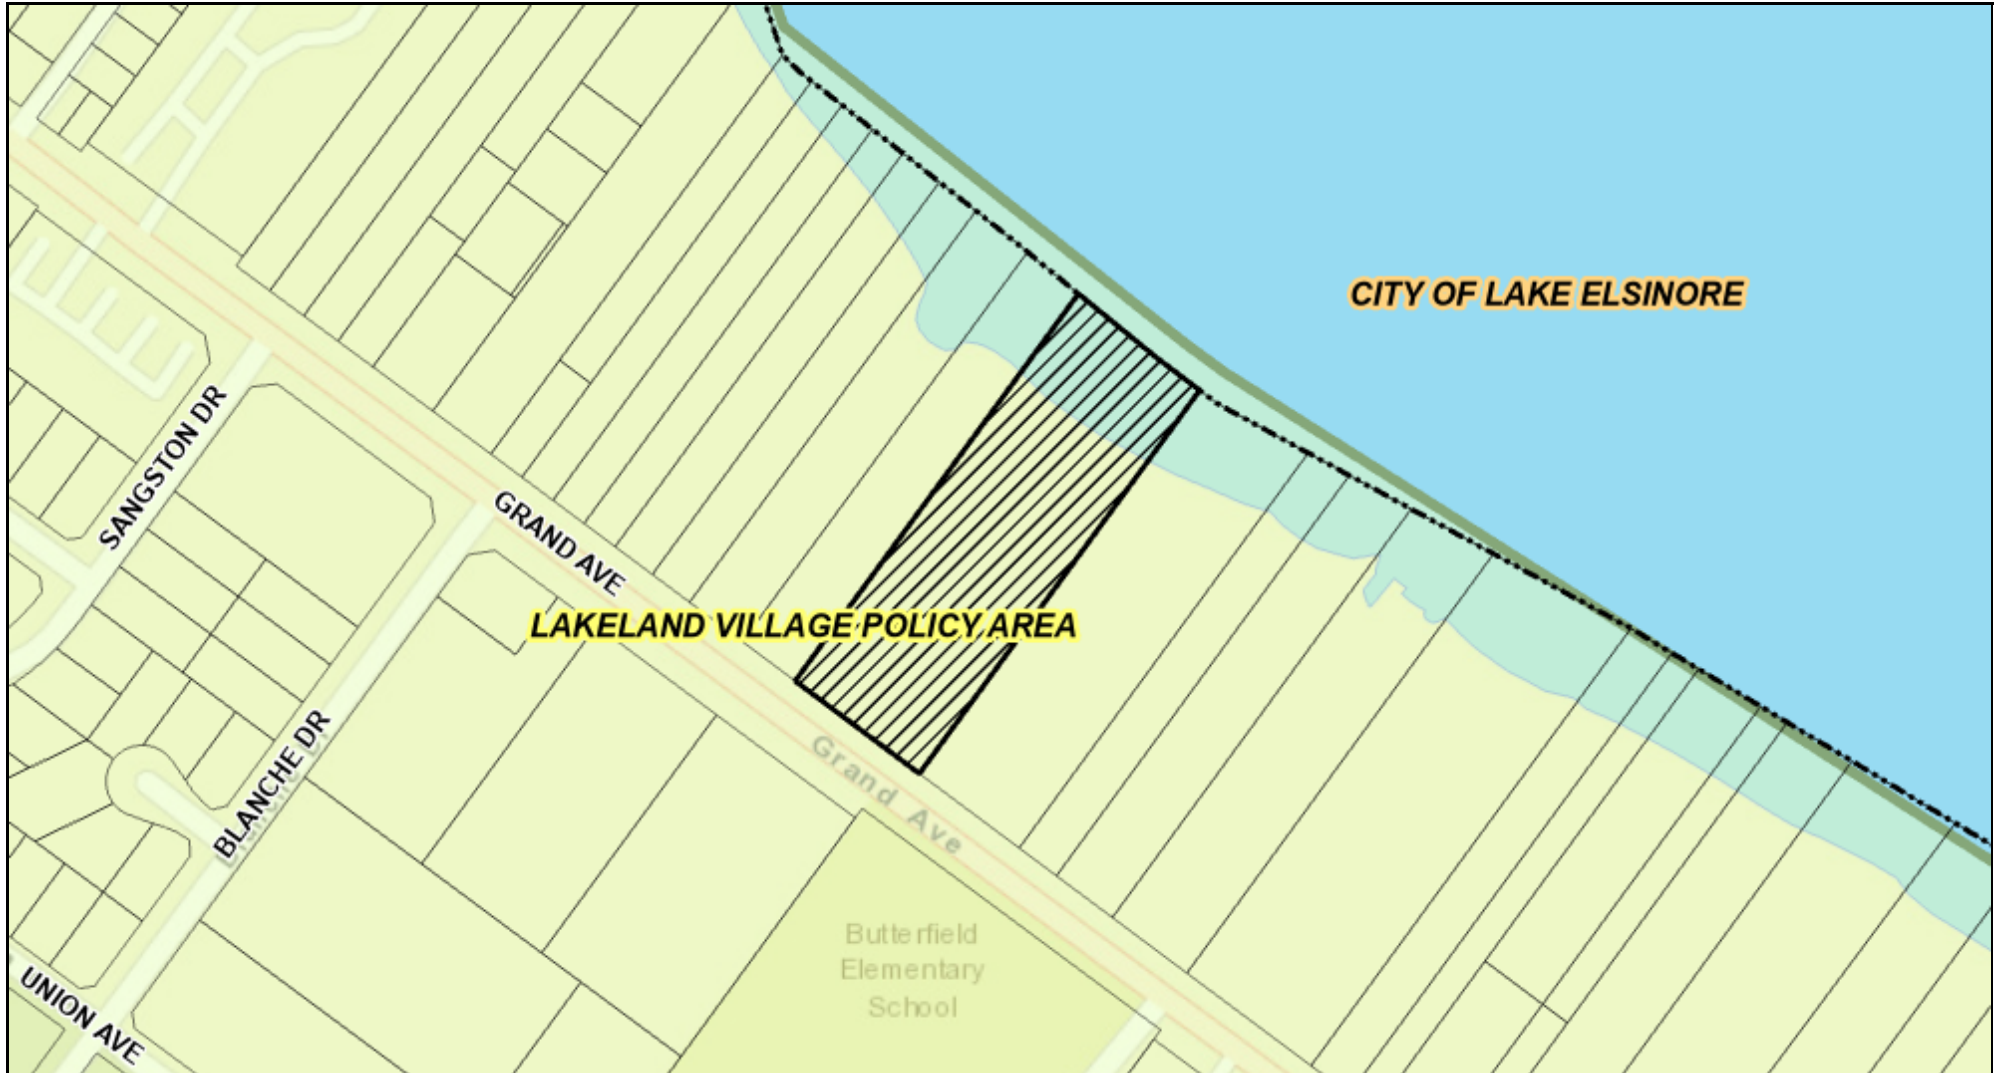 CITY OF LAKE ELSINORE
SANGSTON DR
GRAND AVE
LAKELAND VILLAGE POLICY AREA
BLANCHE DR
Grand Ave
Butterfield
Elementary
School
UNION AVE